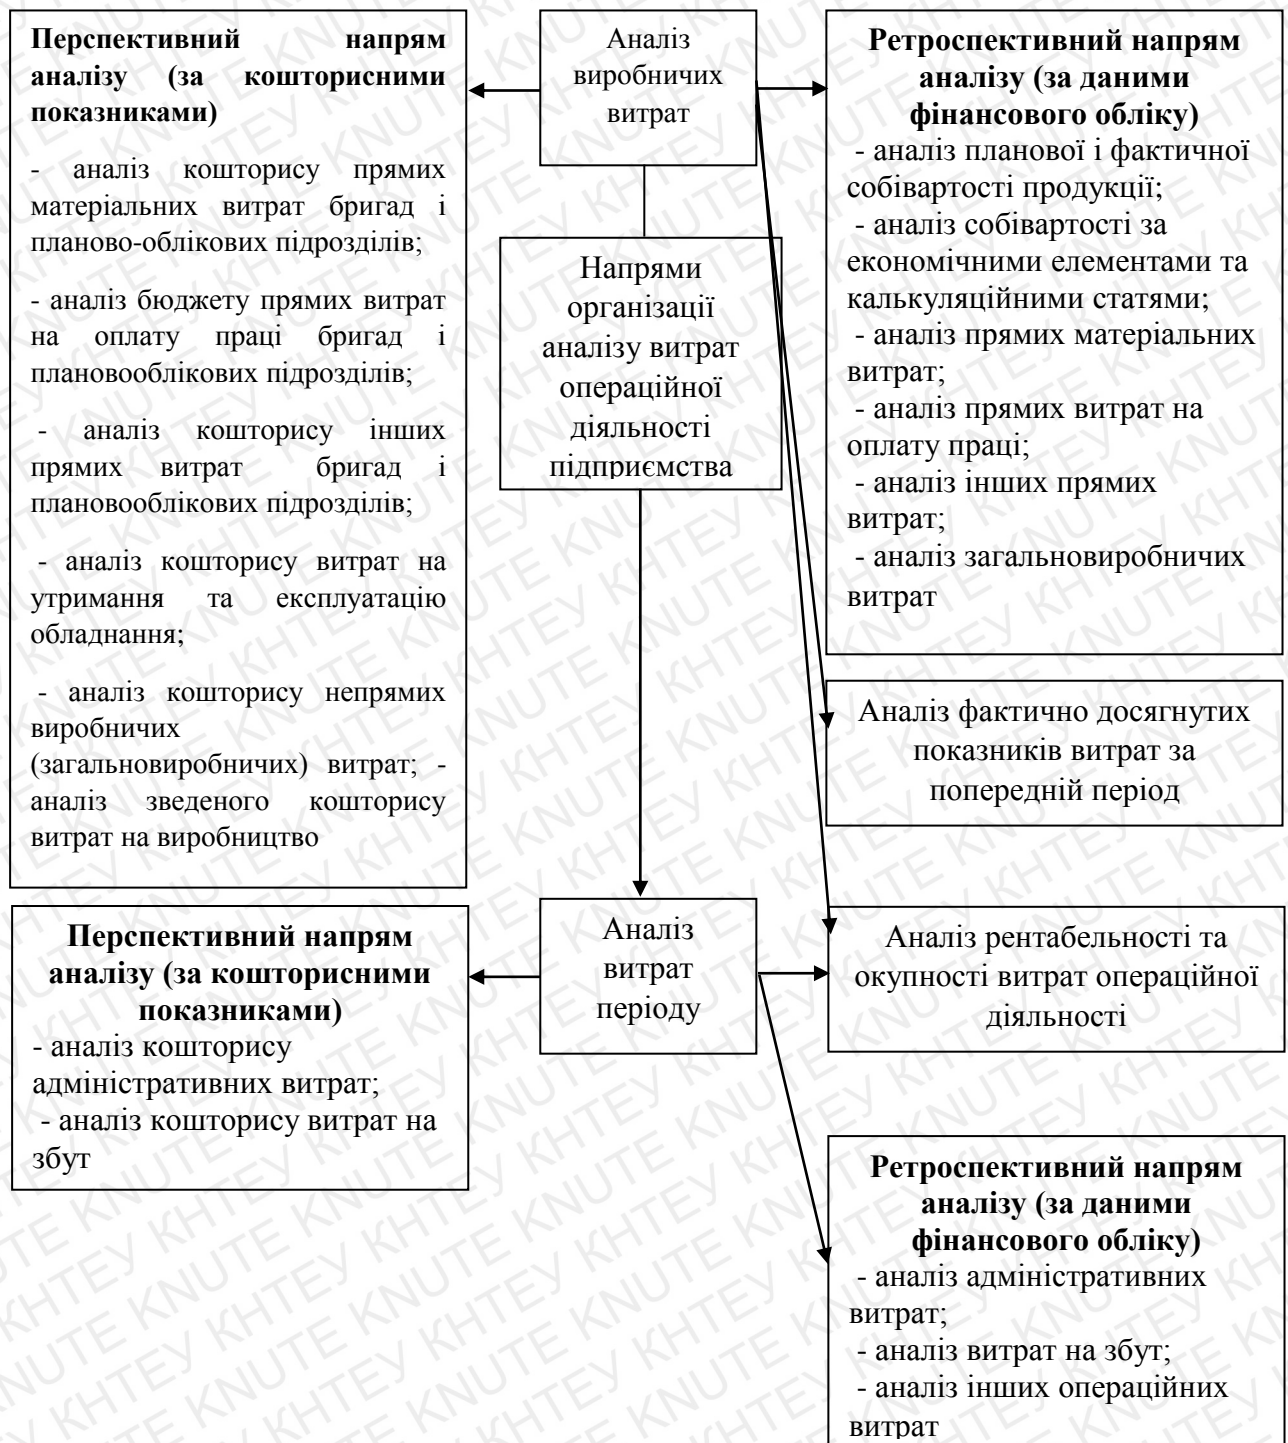 Перспективний напрям
аналізу (за кошторисними
показниками)
- аналіз кошторису прямих
матеріальних витрат бригад і
планово-облікових підрозділів;
- аналіз бюджету прямих витрат
на оплату праці бригад і
плановооблікових підрозділів;
- аналіз кошторису інших
прямих витрат бригад і
плановооблікових підрозділів;
- аналіз кошторису витрат на
утримання та експлуатацію
обладнання;
- аналіз кошторису непрямих
виробничих
(загальновиробничих) витрат; -
аналіз зведеного кошторису
витрат на виробництво
Аналіз
виробничих
витрат
Напрями
організації
аналізу витрат
операційної
діяльності
підприємства
Ретроспективний напрям
аналізу (за даними
фінансового обліку)
- аналіз планової і фактичної
собівартості продукції;
- аналіз собівартості за
економічними елементами та
калькуляційними статями;
- аналіз прямих матеріальних
витрат;
- аналіз прямих витрат на
оплату праці;
- аналіз інших прямих
витрат;
- аналіз загальновиробничих
витрат
Аналіз фактично досягнутих
показників витрат за
попередній період
Перспективний напрям
аналізу (за кошторисними
показниками)
- аналіз кошторису
адміністративних витрат;
- аналіз кошторису витрат на
збут
Аналіз
витрат
періоду
Аналіз рентабельності та
окупності витрат операційної
діяльності
Ретроспективний напрям
аналізу (за даними
фінансового обліку)
- аналіз адміністративних
витрат;
- аналіз витрат на збут;
- аналіз інших операційних
витрат
KNUTE КНТЕУ